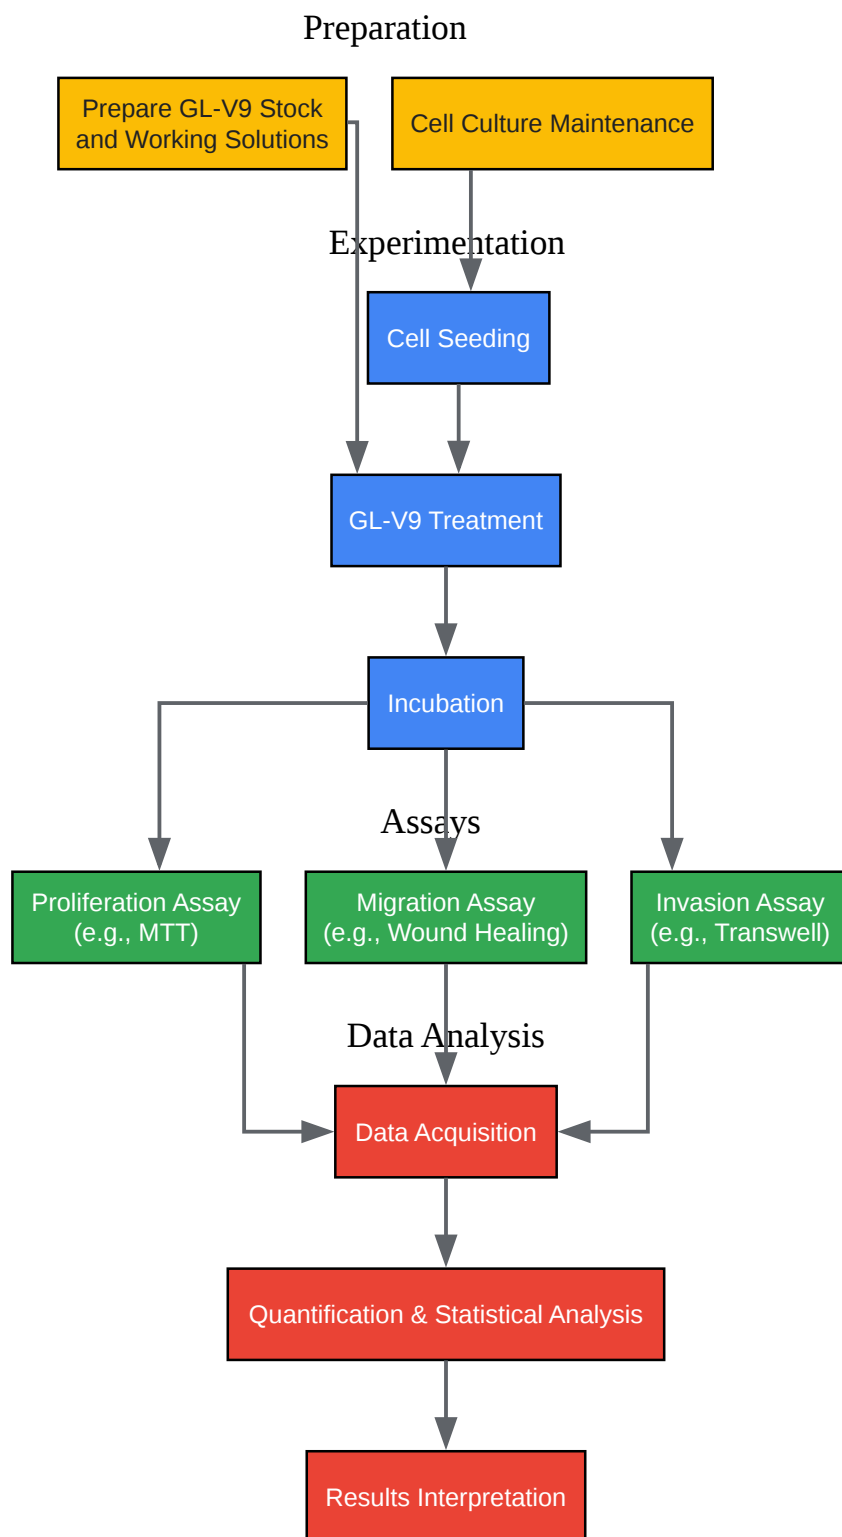 Preparation
Prepare GL-V9 Stock
and Working Solutions
Cell Culture Maintenance
Experimentation
Cell Seeding
GL-V9 Treatment
Incubation
Assays
Proliferation Assay
(e.g., MTT)
Migration Assay
(e.g., Wound Healing)
Invasion Assay
(e.g., Transwell)
Data Analysis
Data Acquisition
Quantification & Statistical Analysis
Results Interpretation